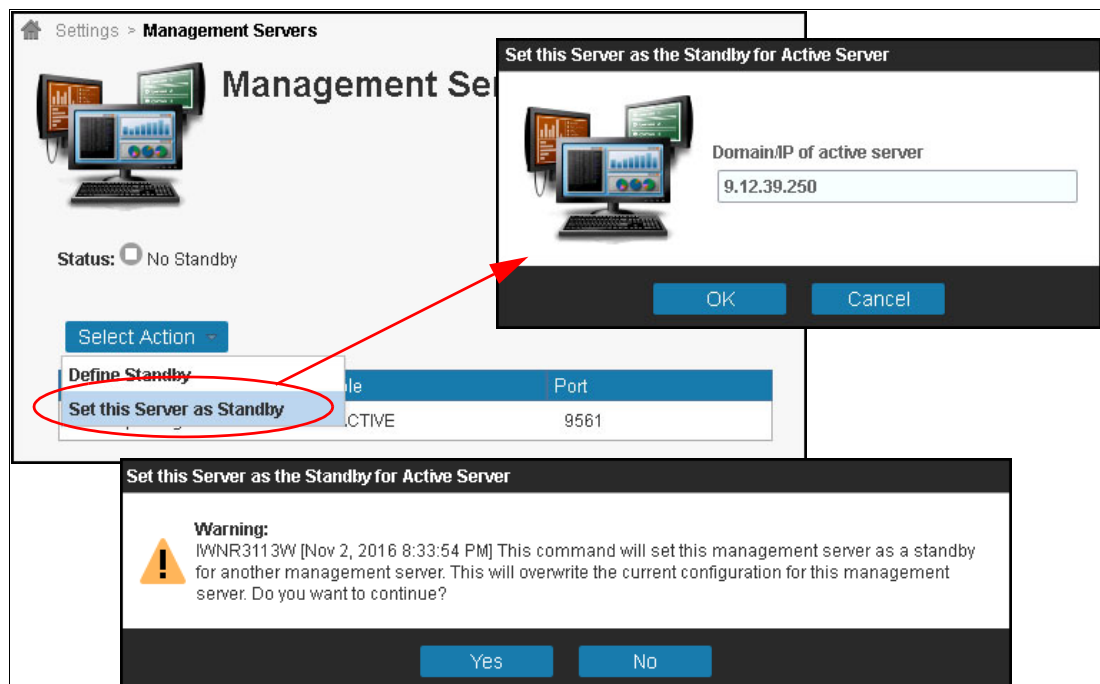 Settings > Management Servers
Management Se
Status: No Standby
Select Action
Define Standby
Set this Server as Standby
le Port
ACTIVE 9561
Set this Server as the Standby for Active Server
Domain/IP of active server
9.12.39.250
OK Cancel
Set this Server as the Standby for Active Server
Warning:
IWNR3113W [Nov 2, 2016 8:33:54 PM] This command will set this management server as a standby
for another management server. This will overwrite the current configuration for this management
server. Do you want to continue?
Yes No